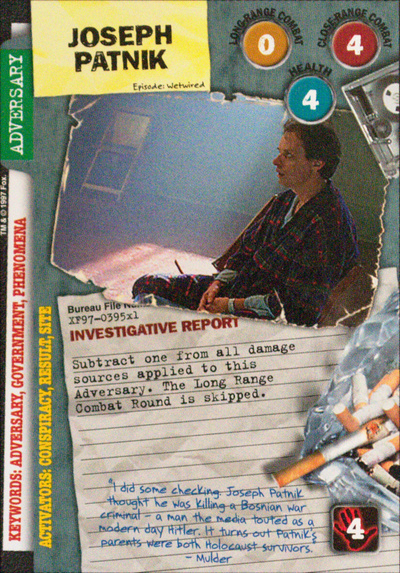 JOSEPH
PATNIK
Episode: Wetwired
LONG-RANGE COMBAT
0
CLOSE-RANGE COMBAT
4
HEALTH
4
ADVERSARY
TM & © 1997 Fox.
KEYWORDS: ADVERSARY, GOVERNMENT, PHENOMENA
ACTIVATORS: CONSPIRACY, RESULT, SITE
Bureau File
XF97-0395x1
INVESTIGATIVE REPORT
Subtract one from all damage
sources applied to this
Adversary. The Long Range
Combat Round is skipped.
"I did some checking. Joseph Patnik
thought he was killing a Bosnian war
criminal - a man the media touted as a
modern day Hitler. It turns out Patnik's
parents were both Holocaust survivors.
- Mulder
4